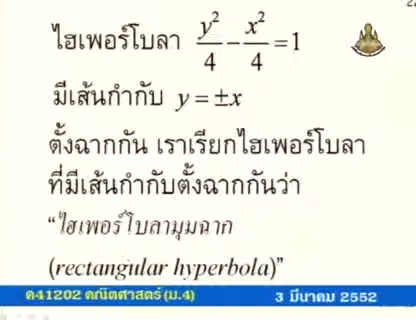 ไฮเพอร์โบลา y²/4 − x²/4 = 1
มีเส้นกำกับ y = ±x
ตั้งฉากกัน เราเรียกไฮเพอร์โบลา
ที่มีเส้นกำกับตั้งฉากกันว่า
“ไฮเพอร์โบลามุมฉาก
(rectangular hyperbola)”
ค41202 คณิตศาสตร์ (ม.4) 3 มีนาคม 2552